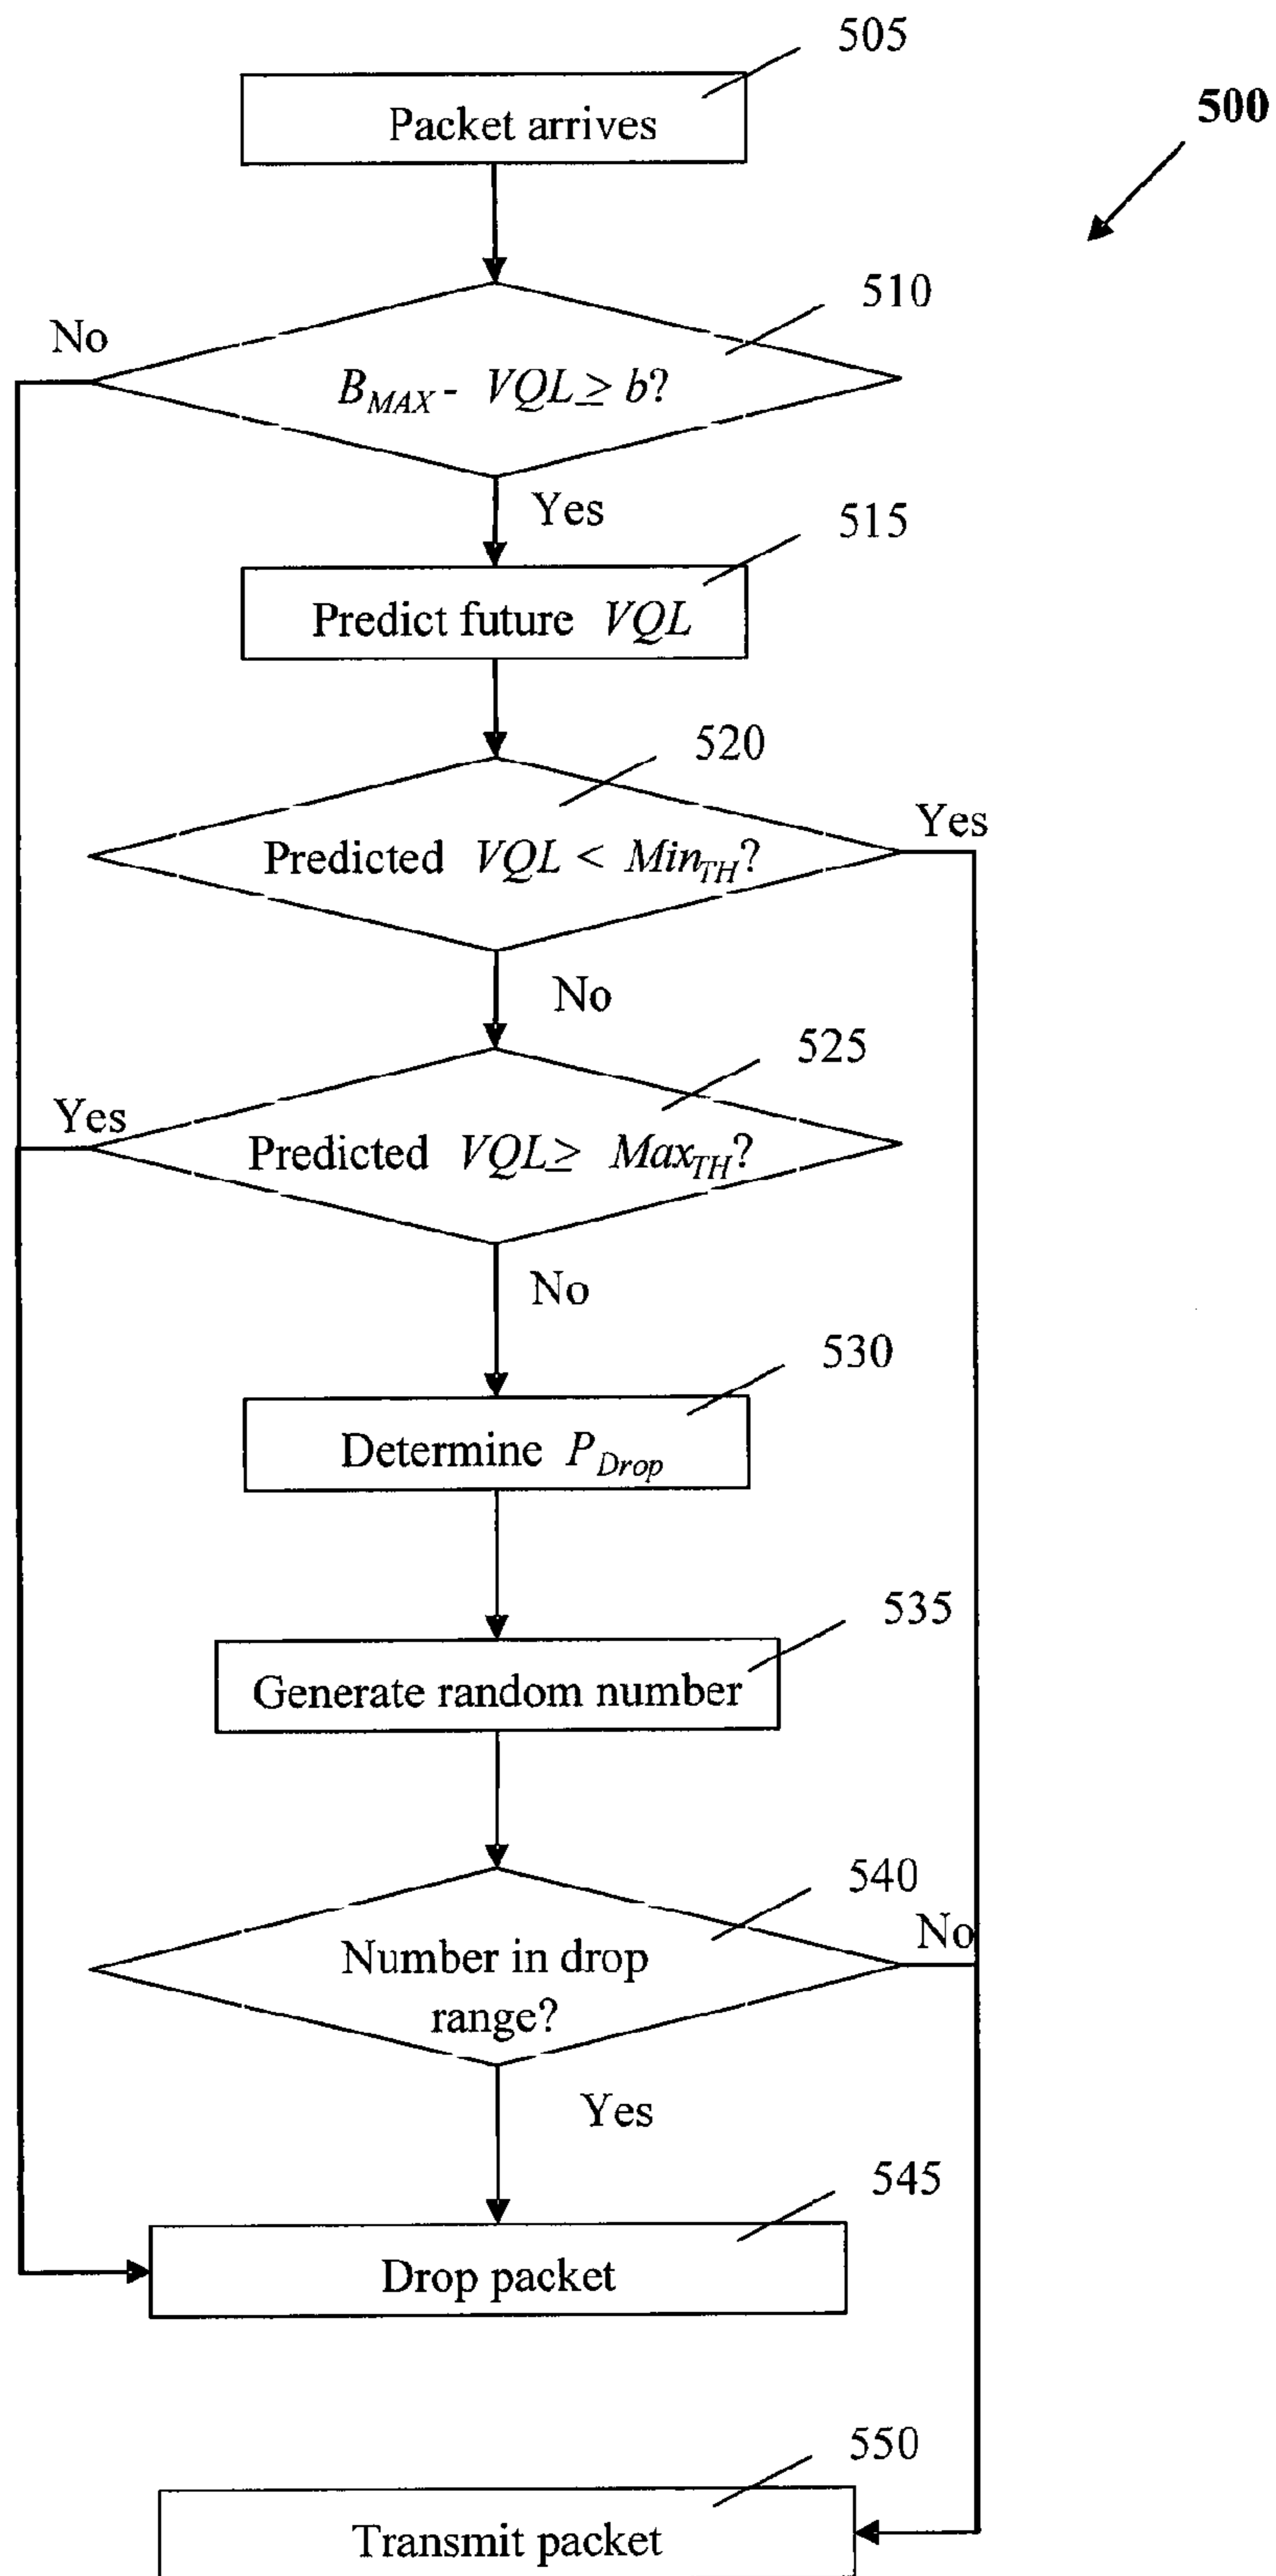 505
Packet arrives
500
510
No
B_MAX - VQL ≥ b?
Yes
515
Predict future VQL
520
Yes
Predicted VQL < Min_TH?
No
525
Yes
Predicted VQL ≥ Max_TH?
No
530
Determine P_Drop
535
Generate random number
540
No
Number in drop
range?
Yes
545
Drop packet
550
Transmit packet